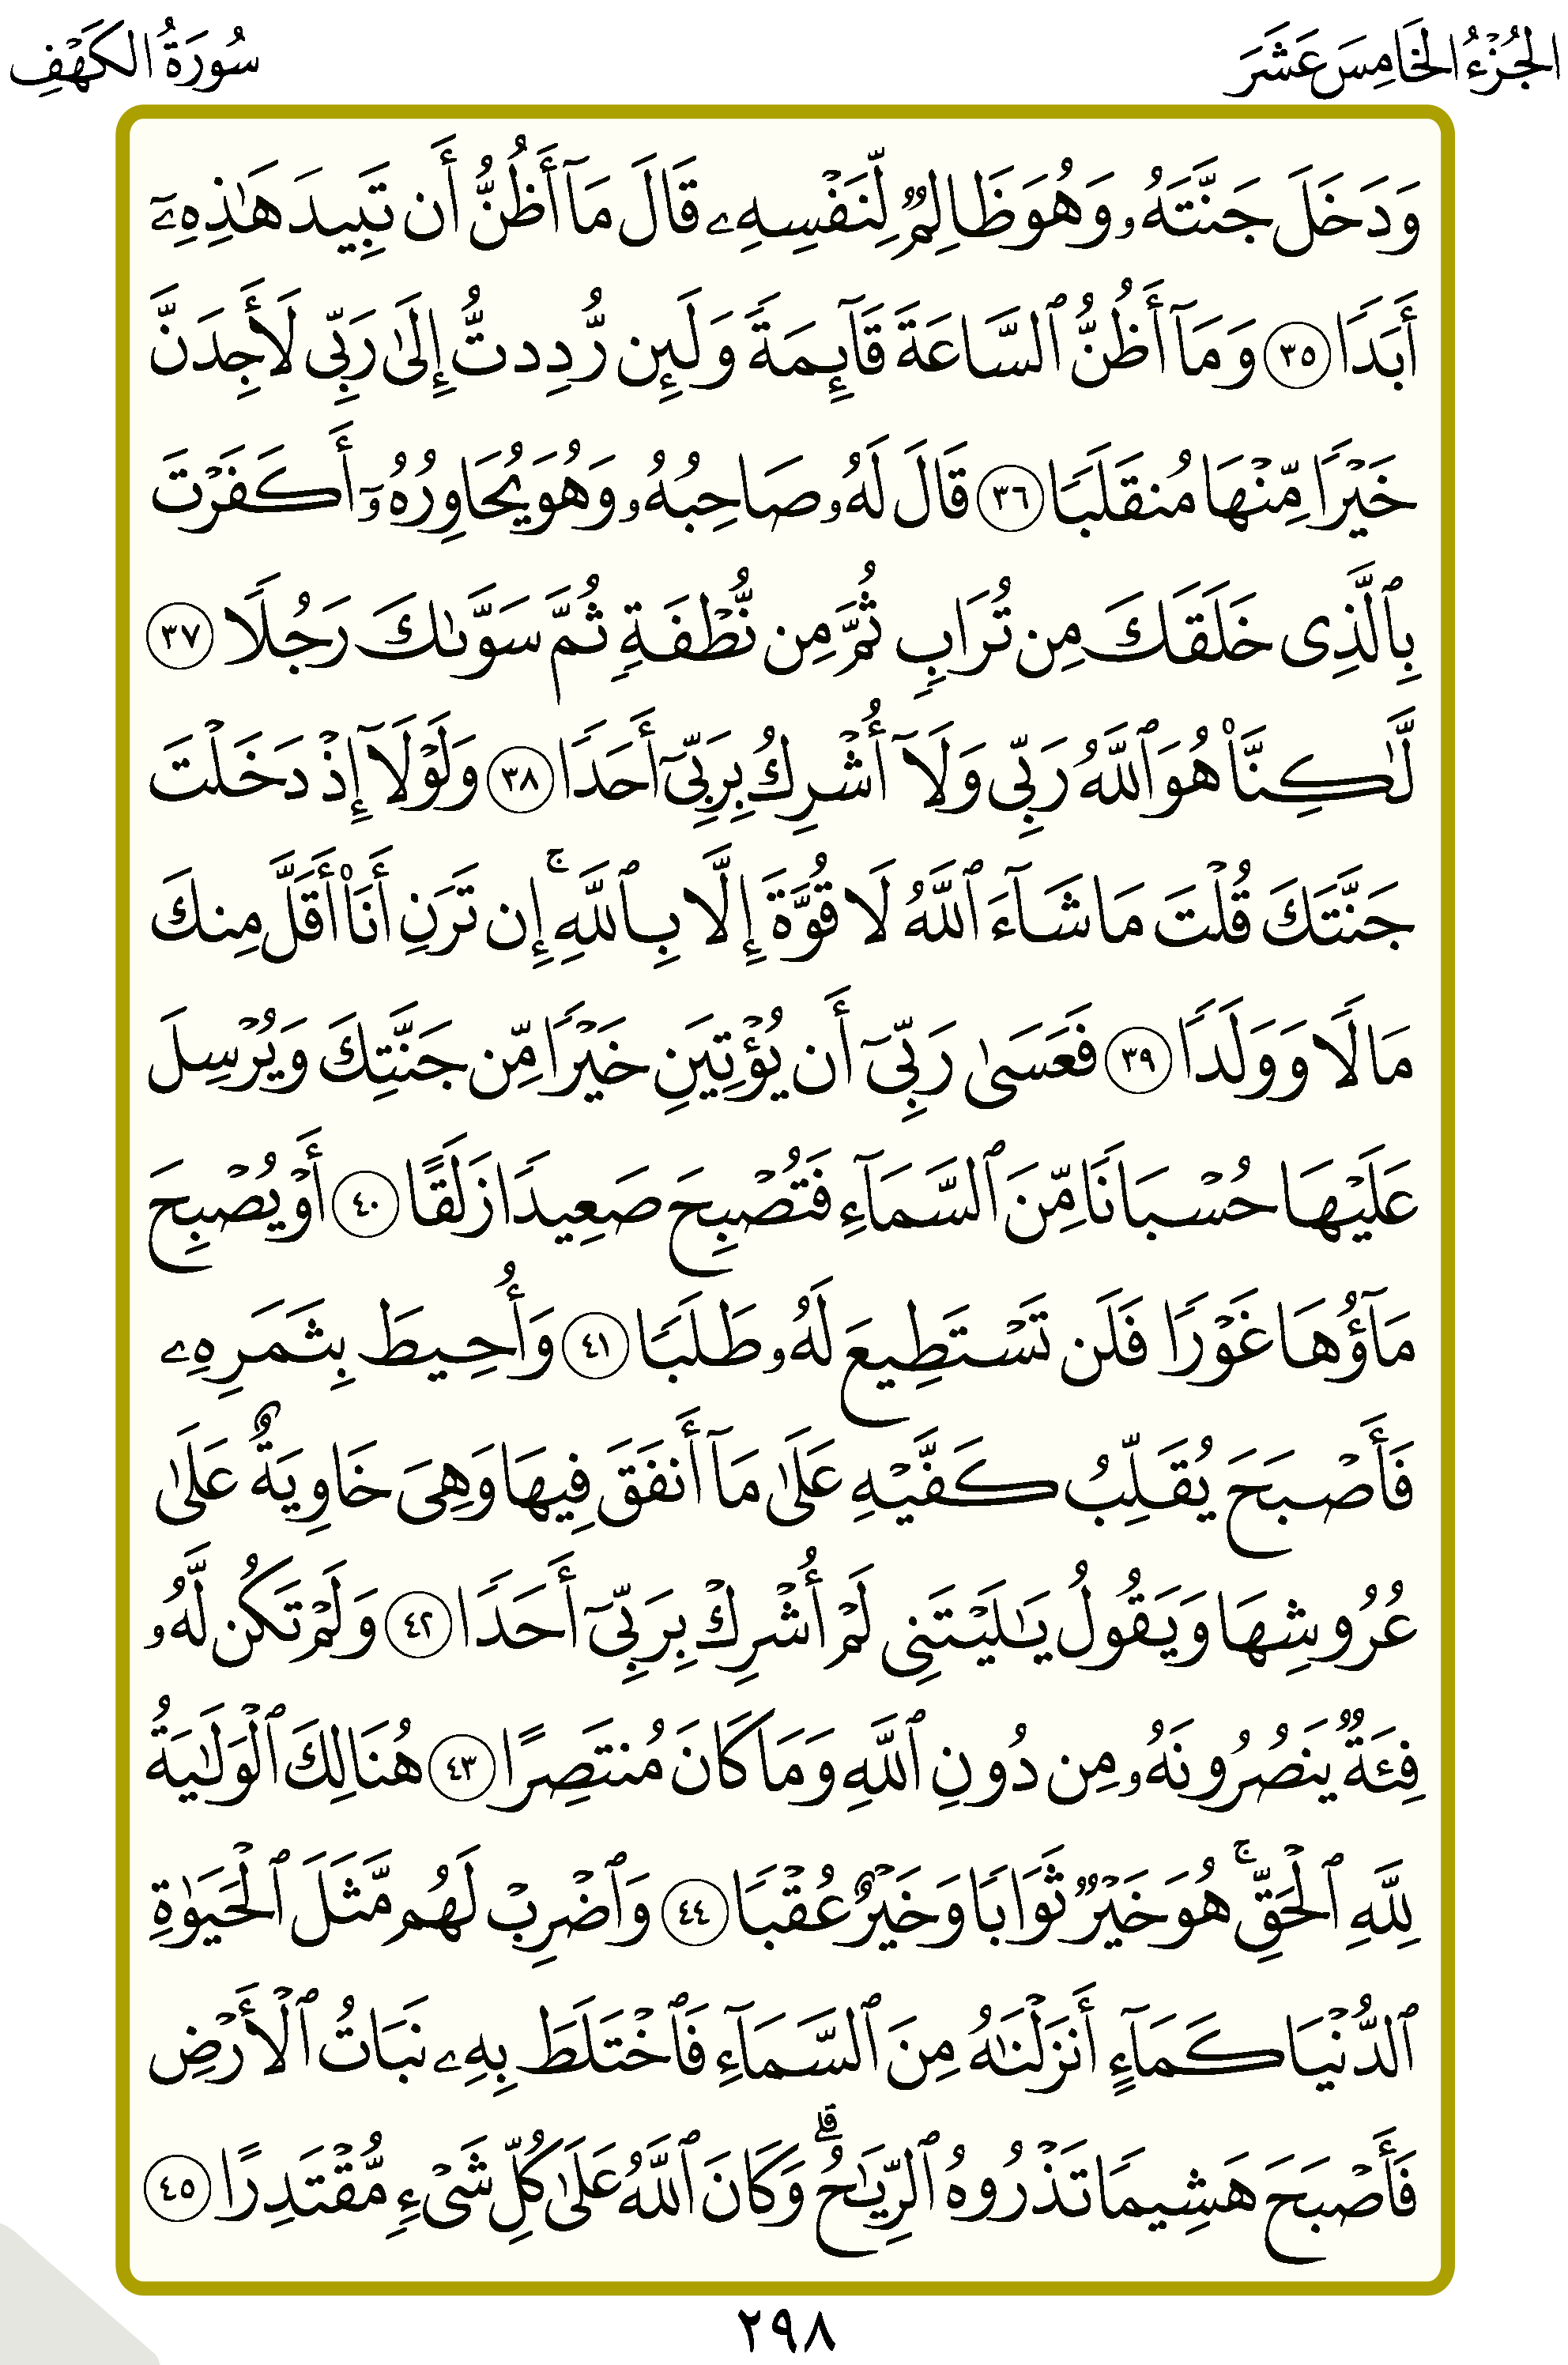 الجُزْءُ الخَامِسَ عَشَرَ
سُورَةُ الكَهْفِ
وَدَخَلَ جَنَّتَهُۥ وَهُوَ ظَالِمٞ لِّنَفۡسِهِۦ قَالَ مَآ أَظُنُّ أَن تَبِيدَ هَٰذِهِۦٓ
أَبَدٗا ٣٥ وَمَآ أَظُنُّ ٱلسَّاعَةَ قَآئِمَةٗ وَلَئِن رُّدِدتُّ إِلَىٰ رَبِّي لَأَجِدَنَّ
خَيۡرٗا مِّنۡهَا مُنقَلَبٗا ٣٦ قَالَ لَهُۥ صَاحِبُهُۥ وَهُوَ يُحَاوِرُهُۥٓ أَكَفَرۡتَ
بِٱلَّذِي خَلَقَكَ مِن تُرَابٖ ثُمَّ مِن نُّطۡفَةٖ ثُمَّ سَوَّىٰكَ رَجُلٗا ٣٧
لَّٰكِنَّا۠ هُوَ ٱللَّهُ رَبِّي وَلَآ أُشۡرِكُ بِرَبِّيٓ أَحَدٗا ٣٨ وَلَوۡلَآ إِذۡ دَخَلۡتَ
جَنَّتَكَ قُلۡتَ مَا شَآءَ ٱللَّهُ لَا قُوَّةَ إِلَّا بِٱللَّهِۚ إِن تَرَنِ أَنَا۠ أَقَلَّ مِنكَ
مَالٗا وَوَلَدٗا ٣٩ فَعَسَىٰ رَبِّيٓ أَن يُؤۡتِيَنِ خَيۡرٗا مِّن جَنَّتِكَ وَيُرۡسِلَ
عَلَيۡهَا حُسۡبَانٗا مِّنَ ٱلسَّمَآءِ فَتُصۡبِحَ صَعِيدٗا زَلَقًا ٤٠ أَوۡ يُصۡبِحَ
مَآؤُهَا غَوۡرٗا فَلَن تَسۡتَطِيعَ لَهُۥ طَلَبٗا ٤١ وَأُحِيطَ بِثَمَرِهِۦ
فَأَصۡبَحَ يُقَلِّبُ كَفَّيۡهِ عَلَىٰ مَآ أَنفَقَ فِيهَا وَهِيَ خَاوِيَةٌ عَلَىٰ
عُرُوشِهَا وَيَقُولُ يَٰلَيۡتَنِي لَمۡ أُشۡرِكۡ بِرَبِّيٓ أَحَدٗا ٤٢ وَلَمۡ تَكُن لَّهُۥ
فِئَةٞ يَنصُرُونَهُۥ مِن دُونِ ٱللَّهِ وَمَا كَانَ مُنتَصِرًا ٤٣ هُنَالِكَ ٱلۡوَلَٰيَةُ
لِلَّهِ ٱلۡحَقِّۚ هُوَ خَيۡرٞ ثَوَابٗا وَخَيۡرٌ عُقۡبٗا ٤٤ وَٱضۡرِبۡ لَهُم مَّثَلَ ٱلۡحَيَوٰةِ
ٱلدُّنۡيَا كَمَآءٍ أَنزَلۡنَٰهُ مِنَ ٱلسَّمَآءِ فَٱخۡتَلَطَ بِهِۦ نَبَاتُ ٱلۡأَرۡضِ
فَأَصۡبَحَ هَشِيمٗا تَذۡرُوهُ ٱلرِّيَٰحُۗ وَكَانَ ٱللَّهُ عَلَىٰ كُلِّ شَيۡءٖ مُّقۡتَدِرًا ٤٥
٢٩٨